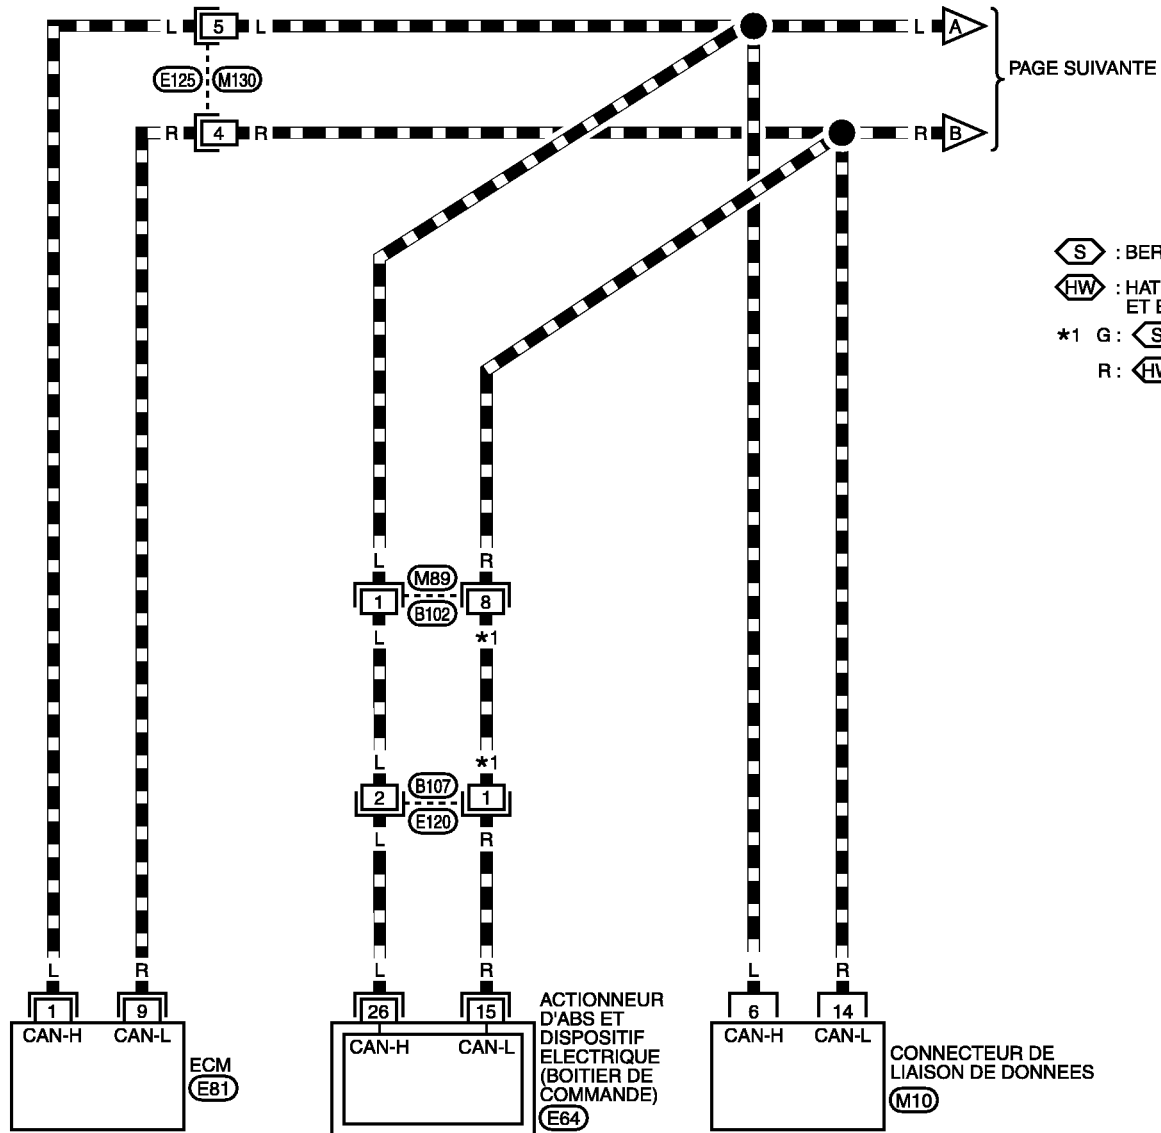 L 5 L L A
E125 M130
PAGE SUIVANTE
R 4 R R B
S : BER
HW : HAT
ET E
*1 G : S
R : HW
L R
M89
1 8
B102
L *1
L *1
B107
2 1
E120
L R
L R L R L R
1 9 26 15 6 14
CAN-H CAN-L
ECM
E81
CAN-H CAN-L
ACTIONNEUR
D'ABS ET
DISPOSITIF
ELECTRIQUE
(BOITIER DE
COMMANDE)
E64
CAN-H CAN-L
CONNECTEUR DE
LIAISON DE DONNEES
M10